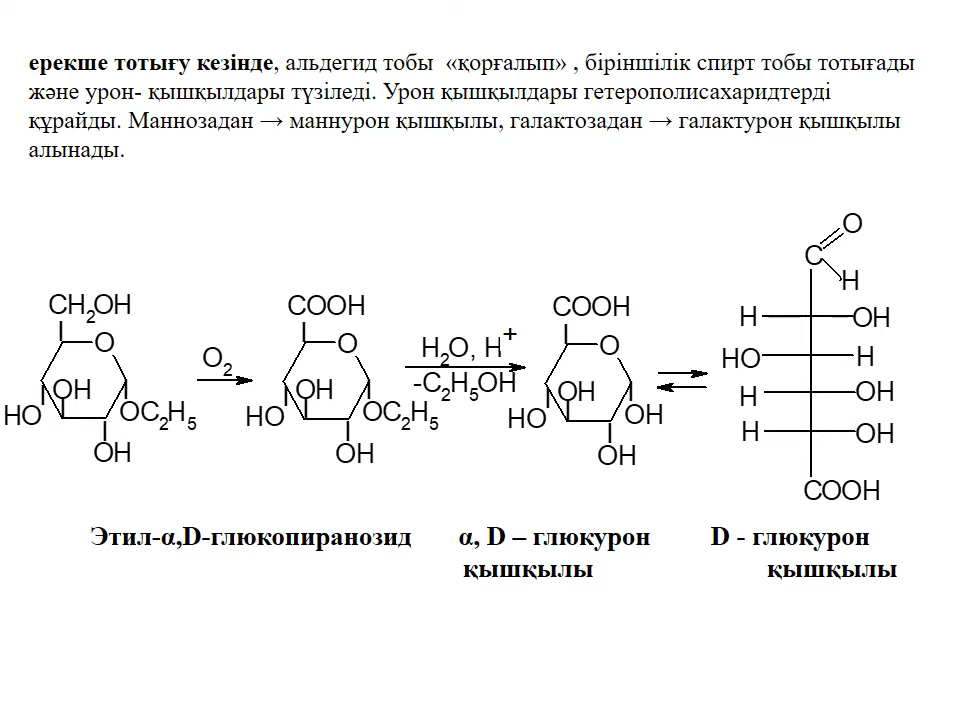 ерекше тотығу кезінде, альдегид тобы «қорғалып» , біріншілік спирт тобы тотығады
және урон- қышқылдары түзіледі. Урон қышқылдары гетерополисахаридтерді
құрайды. Маннозадан → маннурон қышқылы, галактозадан → галактурон қышқылы
алынады.
CH2OH
O
OH
HO
OC2H5
OH
O2
COOH
O
OH
HO
OC2H5
OH
H2O, H+
-C2H5OH
COOH
O
OH
HO
OH
OH
O
C
H
H OH
HO H
H OH
H OH
COOH
Этил-α,D-глюкопиранозид
α, D – глюкурон
қышқылы
D - глюкурон
қышқылы